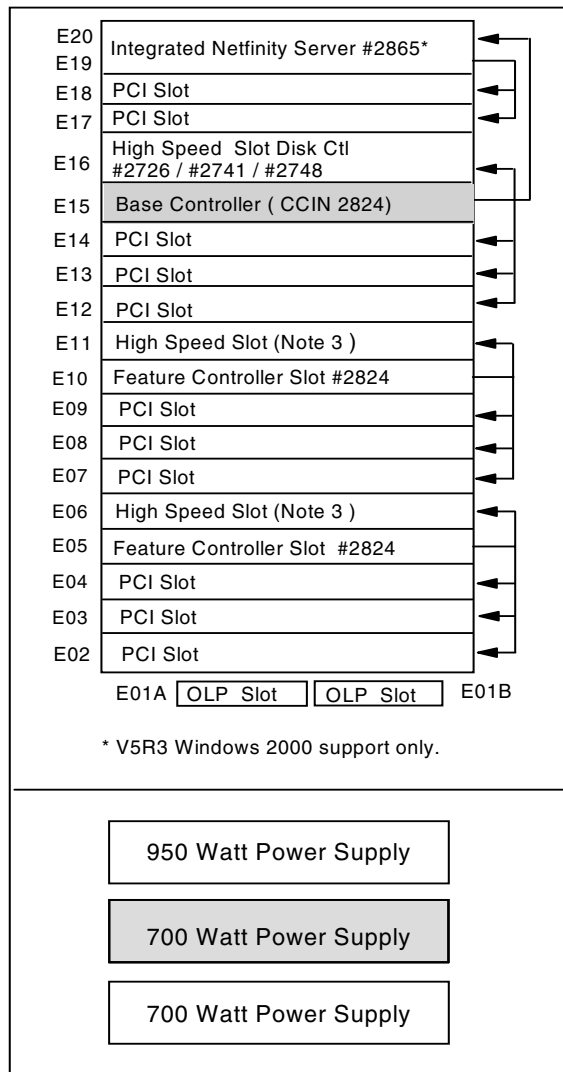 E20
Integrated Netfinity Server #2865*
E19
E18 PCI Slot
E17 PCI Slot
High Speed Slot Disk Ctl
E16
#2726 / #2741 / #2748
E15 Base Controller ( CCIN 2824)
E14 PCI Slot
E13 PCI Slot
E12 PCI Slot
E11 High Speed Slot (Note 3 )
E10 Feature Controller Slot #2824
E09 PCI Slot
E08 PCI Slot
E07 PCI Slot
E06 High Speed Slot (Note 3 )
E05 Feature Controller Slot #2824
E04 PCI Slot
E03 PCI Slot
E02 PCI Slot
E01A OLP Slot OLP Slot E01B
* V5R3 Windows 2000 support only.
950 Watt Power Supply
700 Watt Power Supply
700 Watt Power Supply